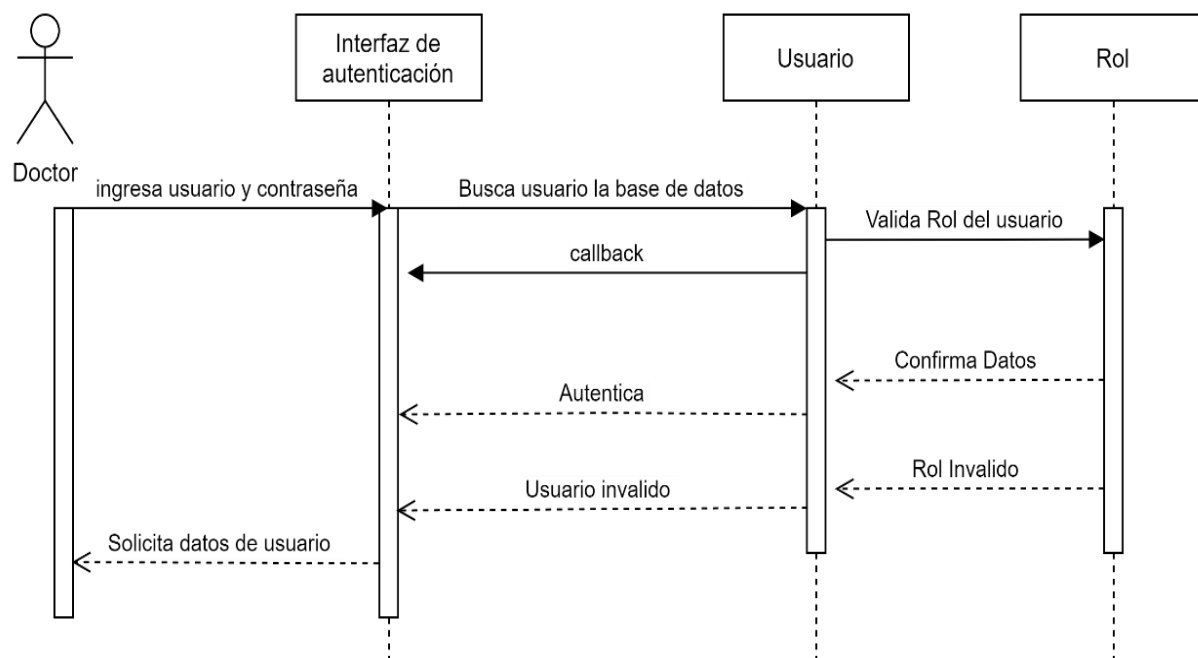 Interfaz de
autenticación
Usuario
Rol
Doctor
ingresa usuario y contraseña
Busca usuario la base de datos
Valida Rol del usuario
callback
Confirma Datos
Autentica
Rol Invalido
Usuario invalido
Solicita datos de usuario